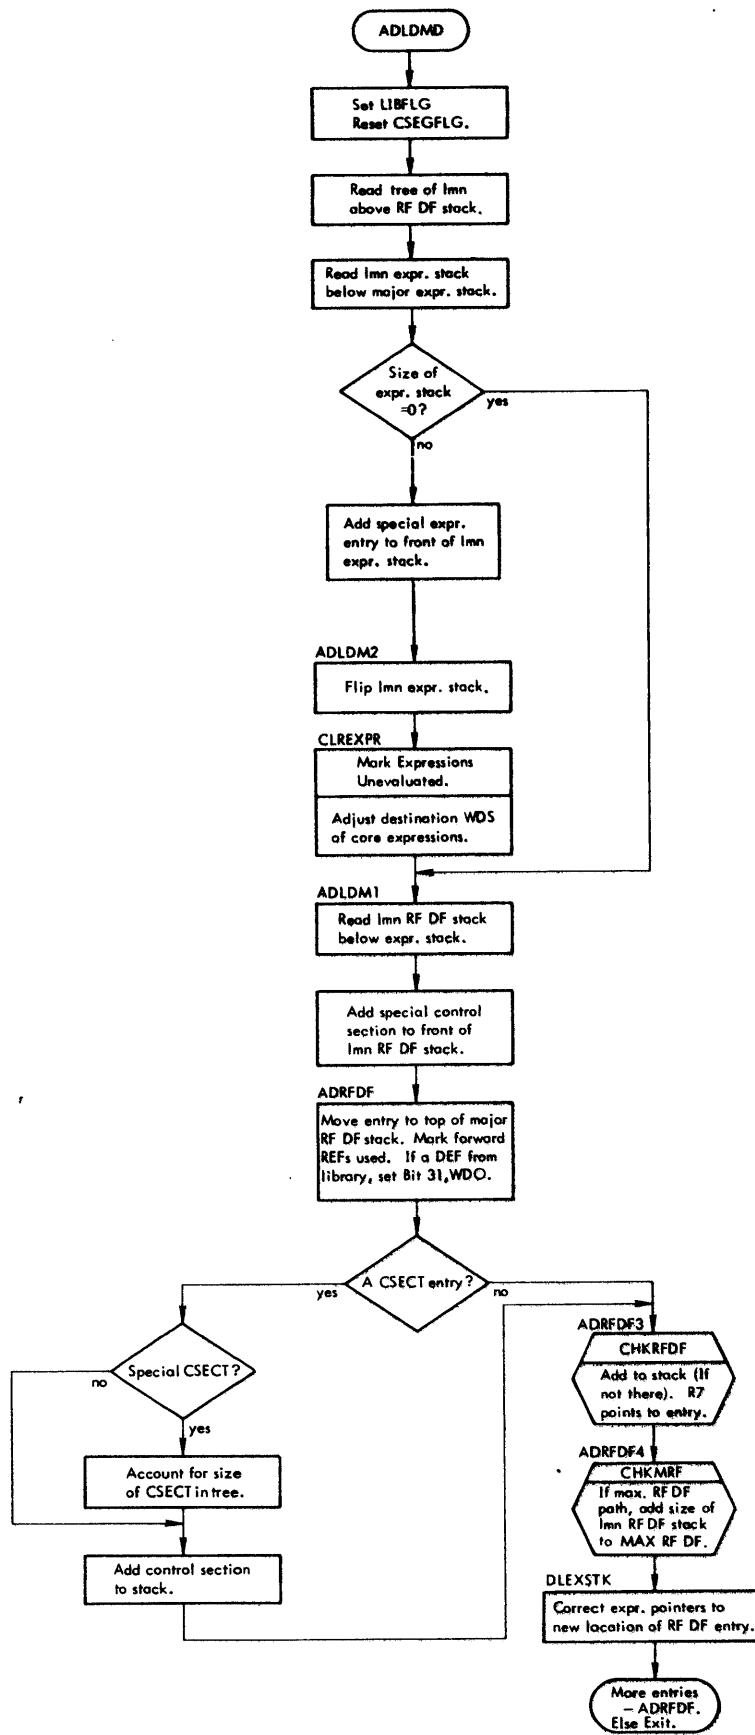 ADLDMD
Set LIBFLG
Reset CSEGFLG.
Read tree of lmn
above RF DF stack.
Read lmn expr. stack
below major expr. stack.
Size of
expr. stack
=0?
yes
no
Add special expr.
entry to front of lmn
expr. stack.
ADLDM2
Flip lmn expr. stack.
CLREXPR
Mark Expressions
Unevaluated.
Adjust destination WDS
of core expressions.
ADLDM1
Read lmn RF DF stack
below expr. stack.
Add special control
section to front of
lmn RF DF stack.
ADRFDF
Move entry to top of major
RF DF stack. Mark forward
REFs used. If a DEF from
library, set Bit 31,WDO.
A CSECT entry?
yes
no
Special CSECT?
no
yes
Account for size
of CSECT in tree.
Add control section
to stack.
ADRFDF3
CHKRFDF
Add to stack (If
not there). R7
points to entry.
ADRFDF4
CHKMRF
If max. RF DF
path, add size of
lmn RF DF stack
to MAX RF DF.
DLEXSTK
Correct expr. pointers to
new location of RF DF entry.
More entries
– ADRFDF.
Else Exit.